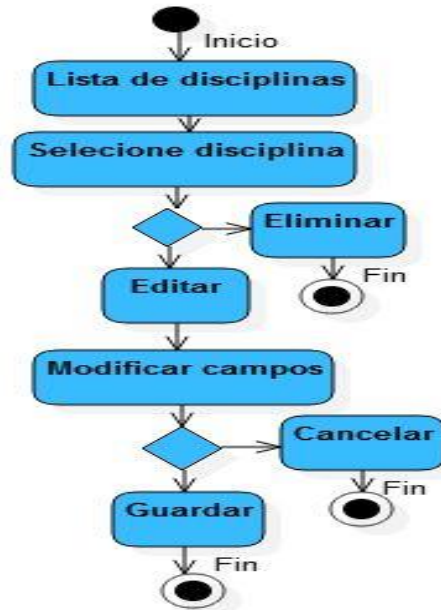 Inicio
Lista de disciplinas
Selecione disciplina
Eliminar
Fin
Editar
Modificar campos
Cancelar
Fin
Guardar
Fin